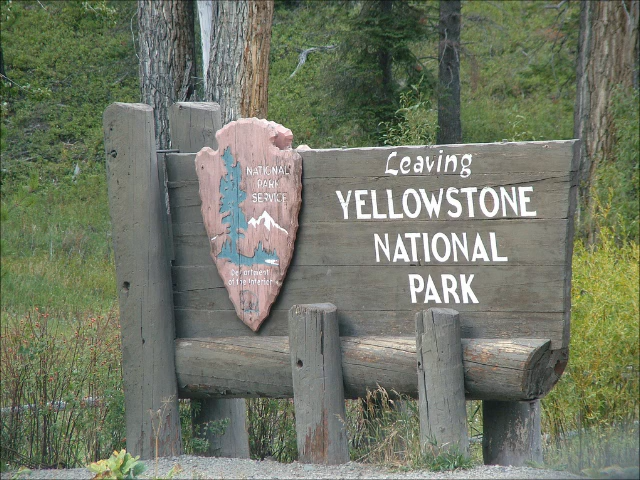 NATIONAL
PARK
SERVICE
Department
of the Interior
Leaving
YELLOWSTONE
NATIONAL
PARK